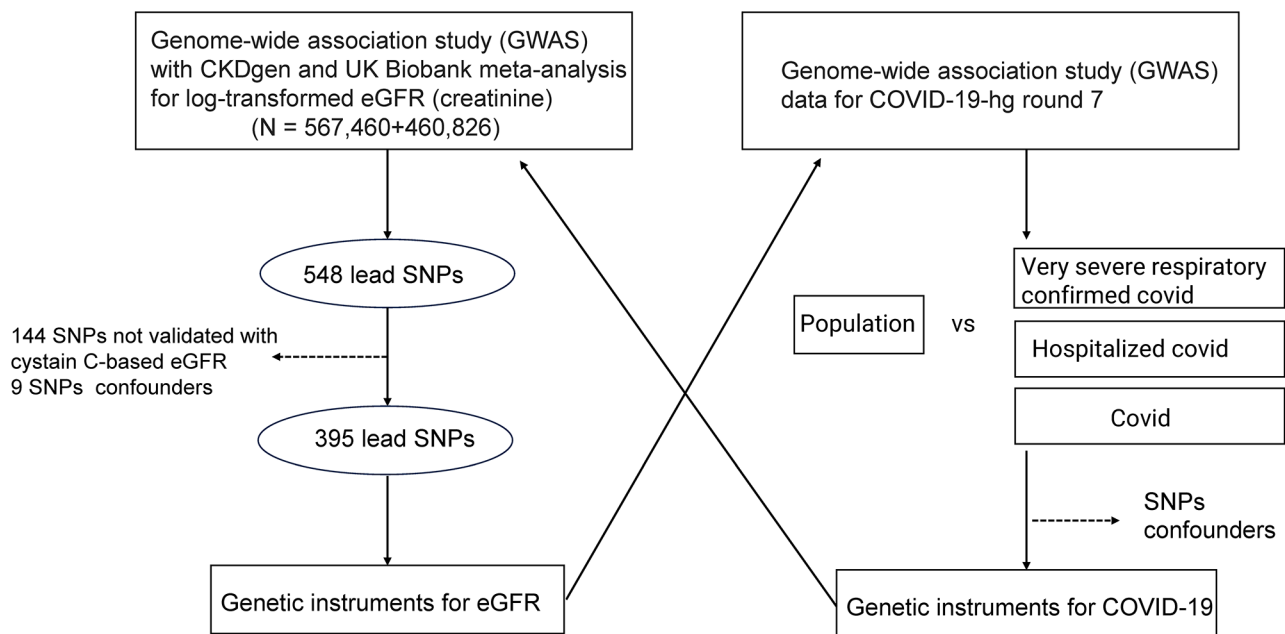 Genome-wide association study (GWAS)
with CKDgen and UK Biobank meta-analysis
for log-transformed eGFR (creatinine)
(N = 567,460+460,826)
548 lead SNPs
144 SNPs not validated with
cystain C-based eGFR
9 SNPs confounders
395 lead SNPs
Genetic instruments for eGFR
Genome-wide association study (GWAS)
data for COVID-19-hg round 7
Population
vs
Very severe respiratory
confirmed covid
Hospitalized covid
Covid
SNPs
confounders
Genetic instruments for COVID-19